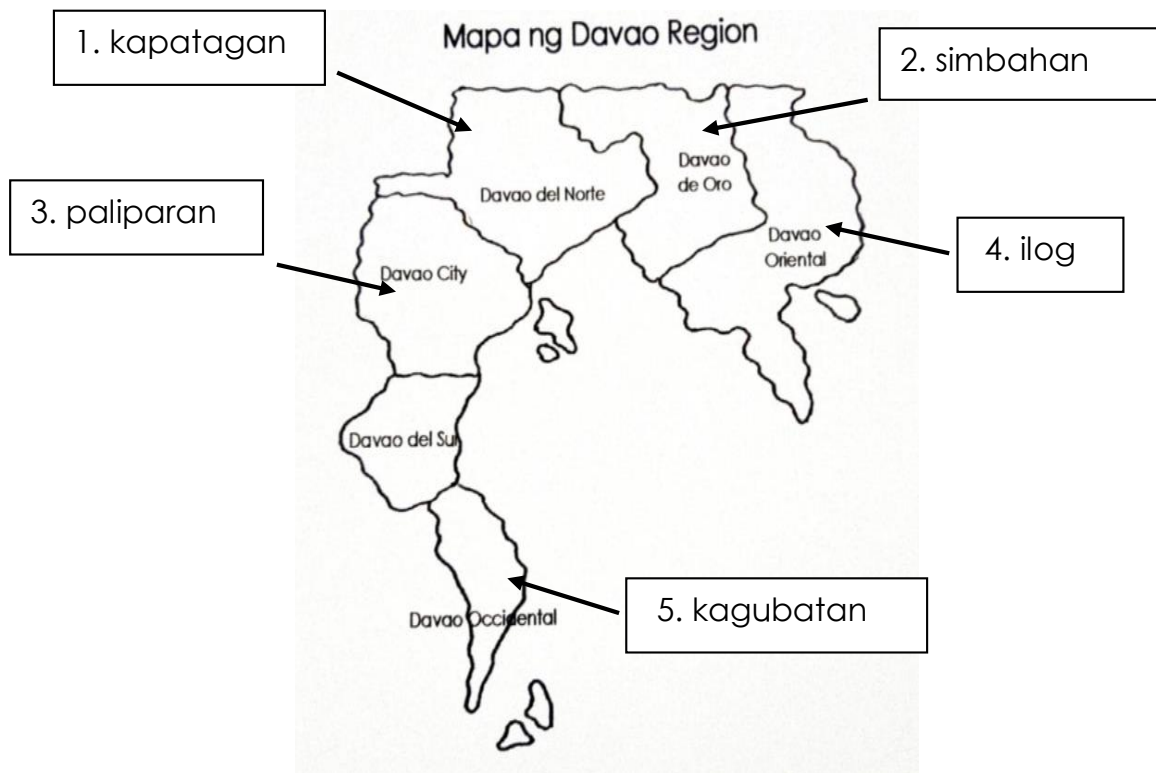 1. kapatagan
Mapa ng Davao Region
2. simbahan
Davao
de Oro
Davao del Norte
3. paliparan
Davao
Oriental
4. ilog
Davao City
Davao del Sur
5. kagubatan
Davao Occidental